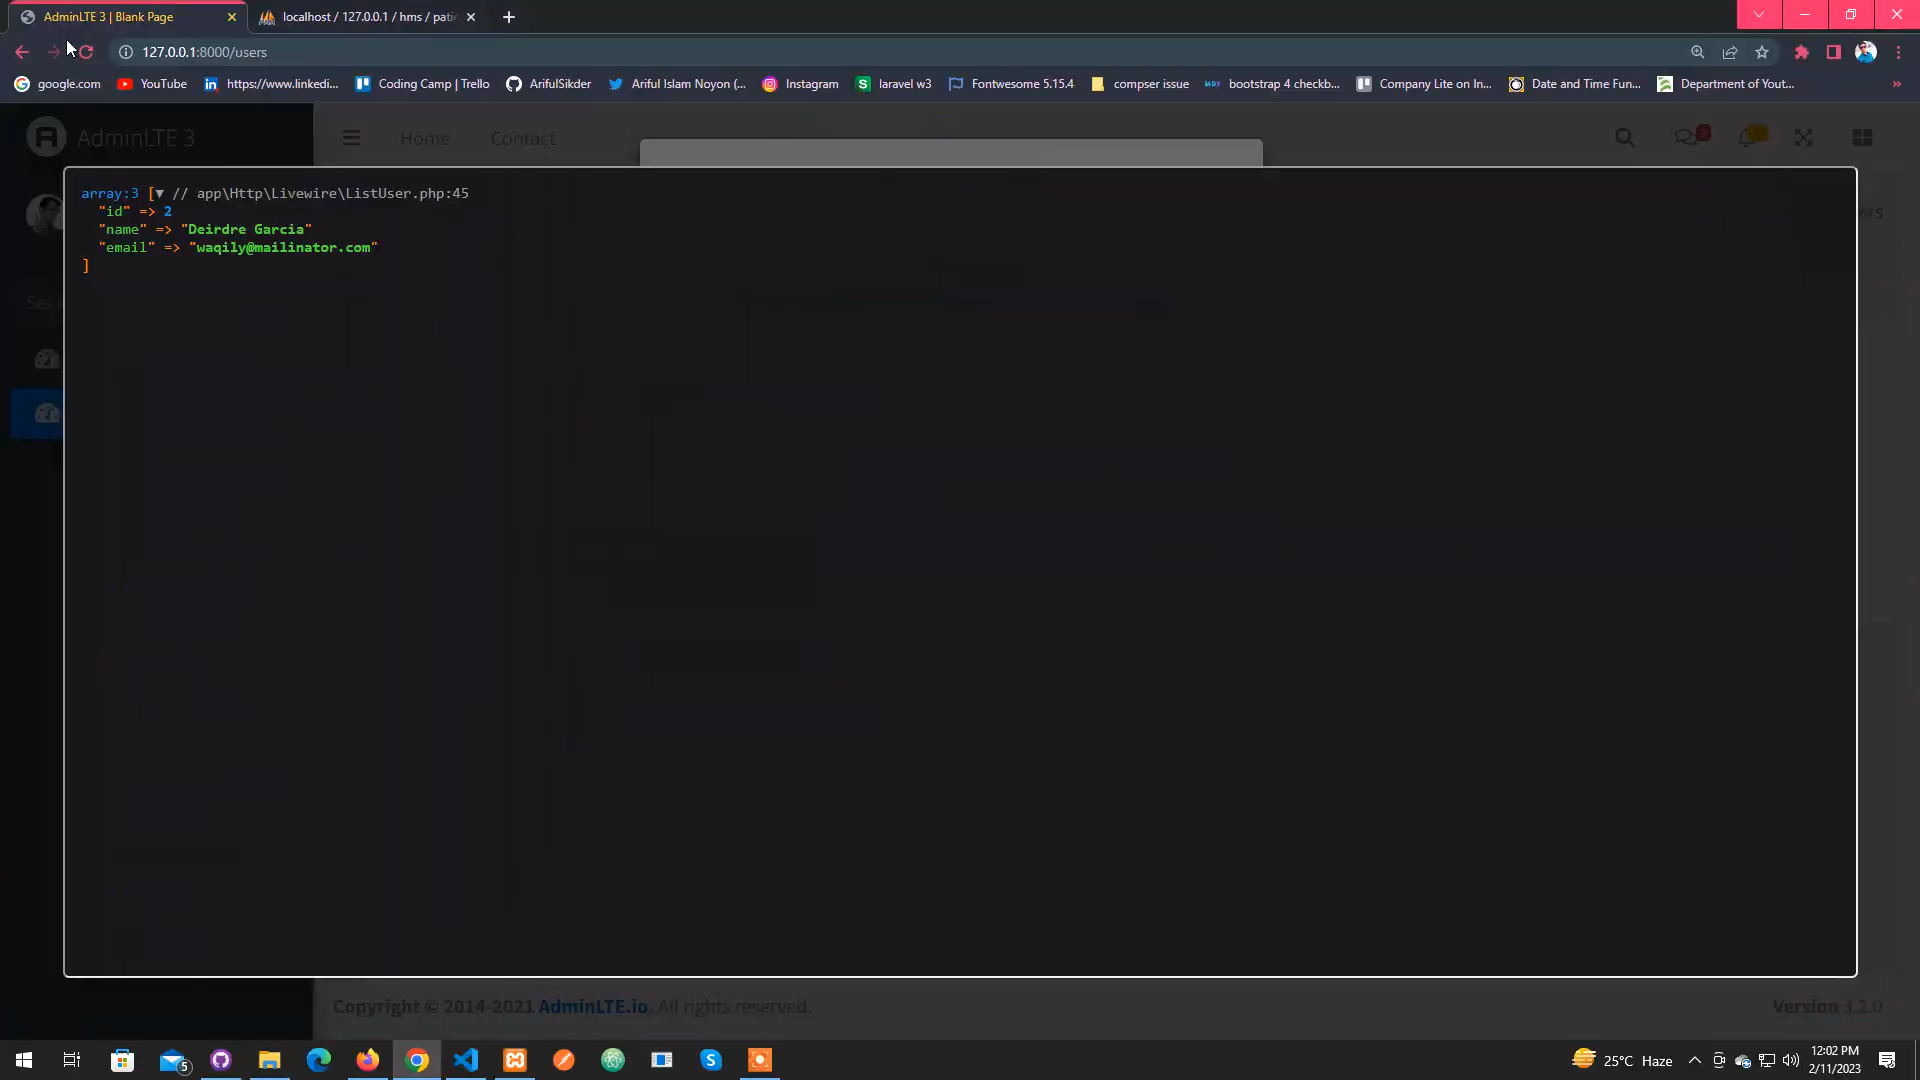 AdminLTE 3 | Blank Page
localhost / 127.0.0.1 / hms / pati
127.0.0.1:8000/users
google.com YouTube https://www.linkedi... Coding Camp | Trello ArifulSikder Ariful Islam Noyon (... Instagram laravel w3 Fontwesome 5.15.4 compser issue bootstrap 4 checkb... Company Lite on In... Date and Time Fun... Department of Yout... »
AdminLTE 3 Home Contact
array:3 [▼ // app\Http\Livewire\ListUser.php:45
"id" => 2
"name" => "Deirdre Garcia"
"email" => "waqily@mailinator.com"
]
Copyright © 2014-2021 AdminLTE.io. All rights reserved. Version 3.2.0
5
25°C Haze
12:02 PM
2/11/2023